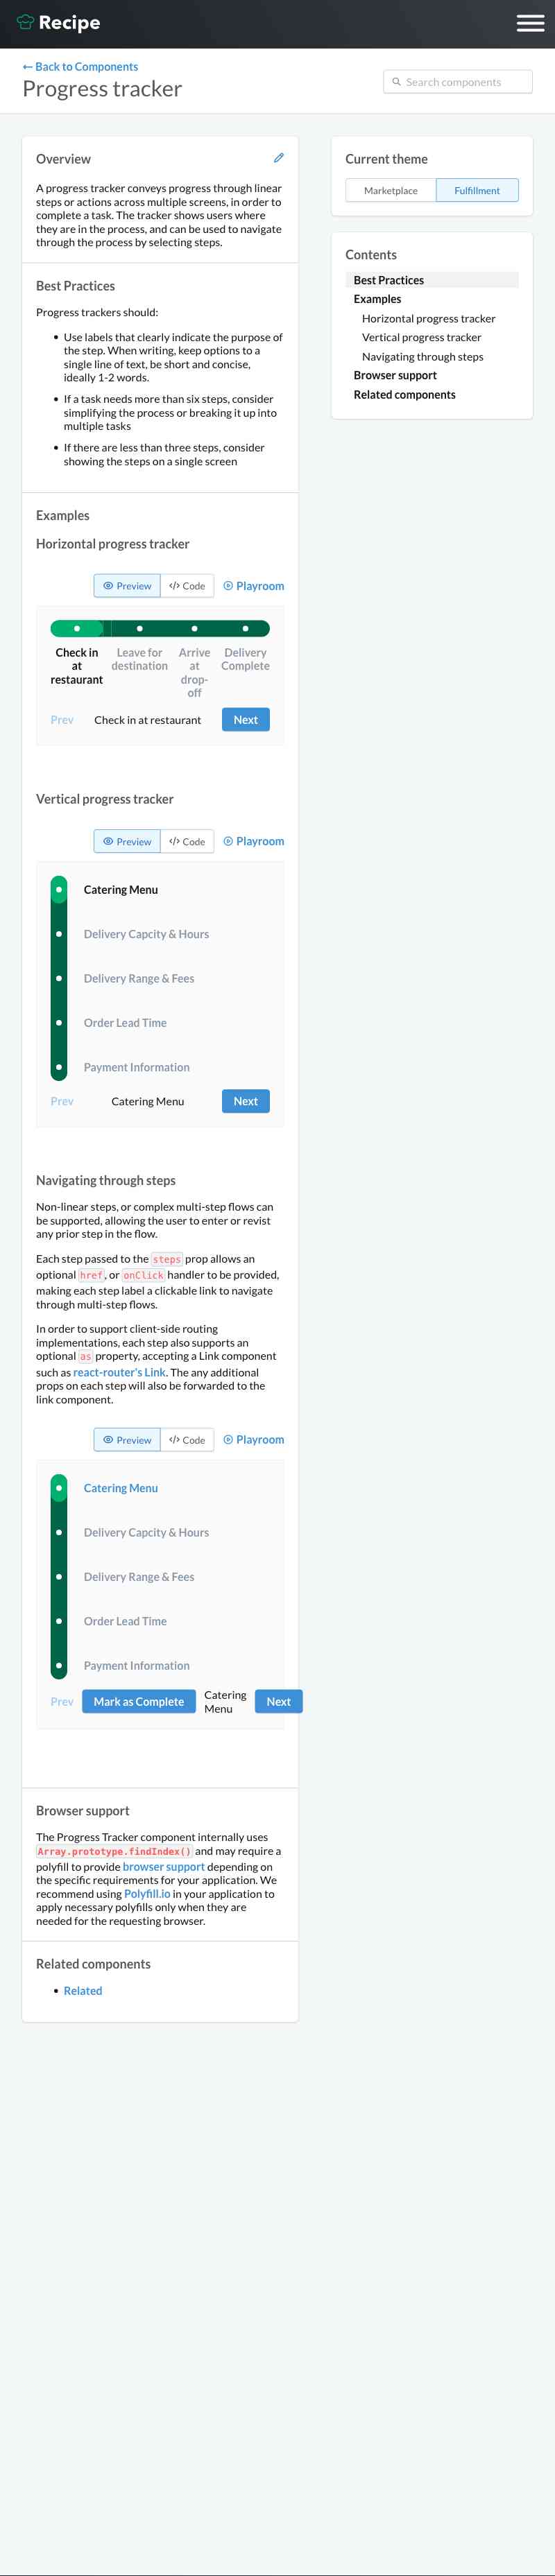 Recipe
← Back to Components
Progress tracker
Search components
Overview
A progress tracker conveys progress through linear
steps or actions across multiple screens, in order to
complete a task. The tracker shows users where
they are in the process, and can be used to navigate
through the process by selecting steps.
Best Practices
Progress trackers should:
• Use labels that clearly indicate the purpose of
the step. When writing, keep options to a
single line of text, be short and concise,
ideally 1-2 words.
• If a task needs more than six steps, consider
simplifying the process or breaking it up into
multiple tasks
• If there are less than three steps, consider
showing the steps on a single screen
Examples
Horizontal progress tracker
Preview
</> Code
Playroom
Check in
at
restaurant
Leave for
destination
Arrive
at
drop-
off
Delivery
Complete
Prev
Check in at restaurant
Next
Vertical progress tracker
Preview
</> Code
Playroom
Catering Menu
Delivery Capcity & Hours
Delivery Range & Fees
Order Lead Time
Payment Information
Prev
Catering Menu
Next
Navigating through steps
Non-linear steps, or complex multi-step flows can
be supported, allowing the user to enter or revist
any prior step in the flow.
Each step passed to the steps prop allows an
optional href, or onClick handler to be provided,
making each step label a clickable link to navigate
through multi-step flows.
In order to support client-side routing
implementations, each step also supports an
optional as property, accepting a Link component
such as react-router's Link. The any additional
props on each step will also be forwarded to the
link component.
Preview
</> Code
Playroom
Catering Menu
Delivery Capcity & Hours
Delivery Range & Fees
Order Lead Time
Payment Information
Prev
Mark as Complete
Catering
Menu
Next
Browser support
The Progress Tracker component internally uses
Array.prototype.findIndex() and may require a
polyfill to provide browser support depending on
the specific requirements for your application. We
recommend using Polyfill.io in your application to
apply necessary polyfills only when they are
needed for the requesting browser.
Related components
• Related
Current theme
Marketplace
Fulfillment
Contents
Best Practices
Examples
Horizontal progress tracker
Vertical progress tracker
Navigating through steps
Browser support
Related components